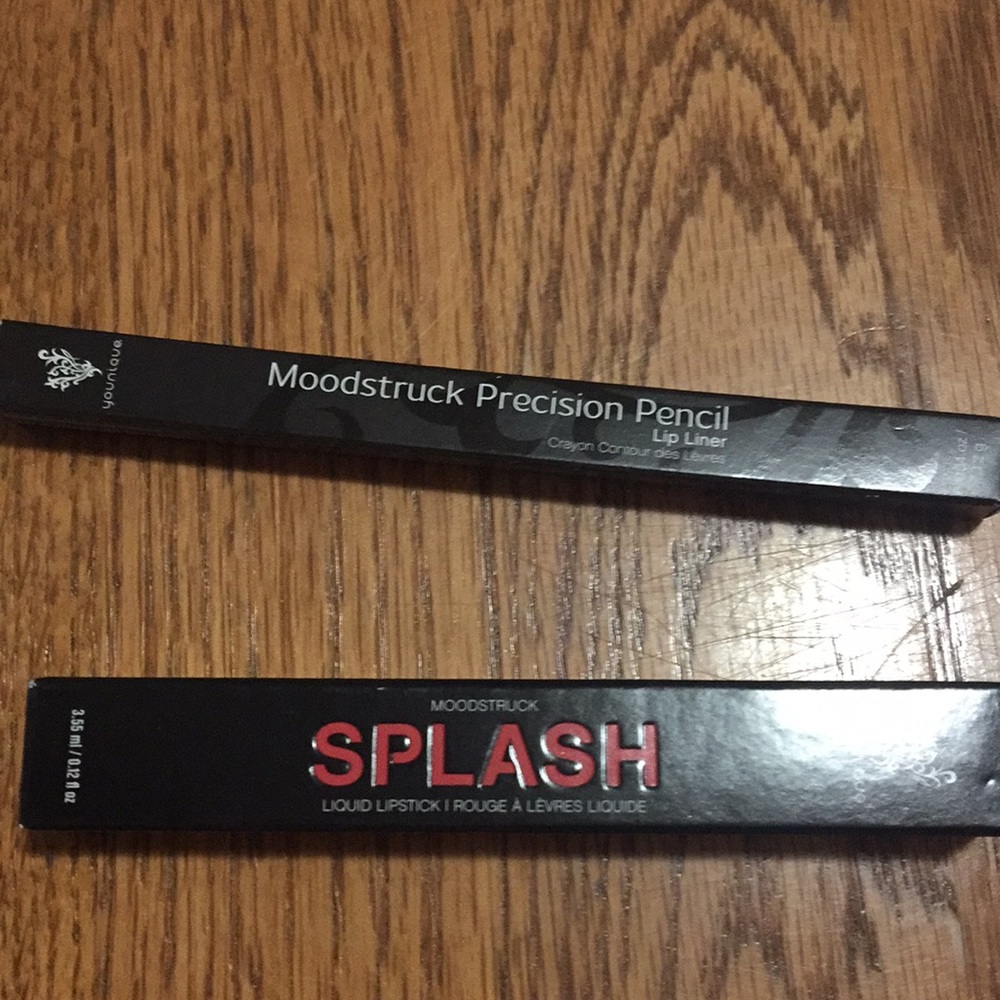 younique
Moodstruck Precision Pencil
Lip Liner
Crayon Contour des Lèvres
MOODSTRUCK
SPLASH
LIQUID LIPSTICK | ROUGE À LÈVRES LIQUIDE
3.55 ml / 0.12 fl oz